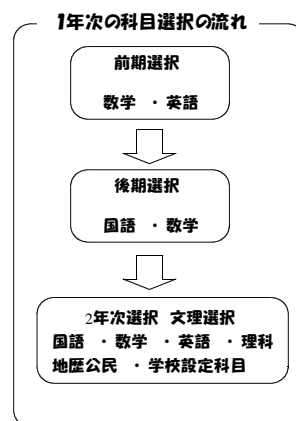 1年次の科目選択の流れ
前期選択
数学 ・英語
後期選択
国語 ・数学
2年次選択 文理選択
国語 ・数学 ・英語 ・理科
地歴公民 ・学校設定科目